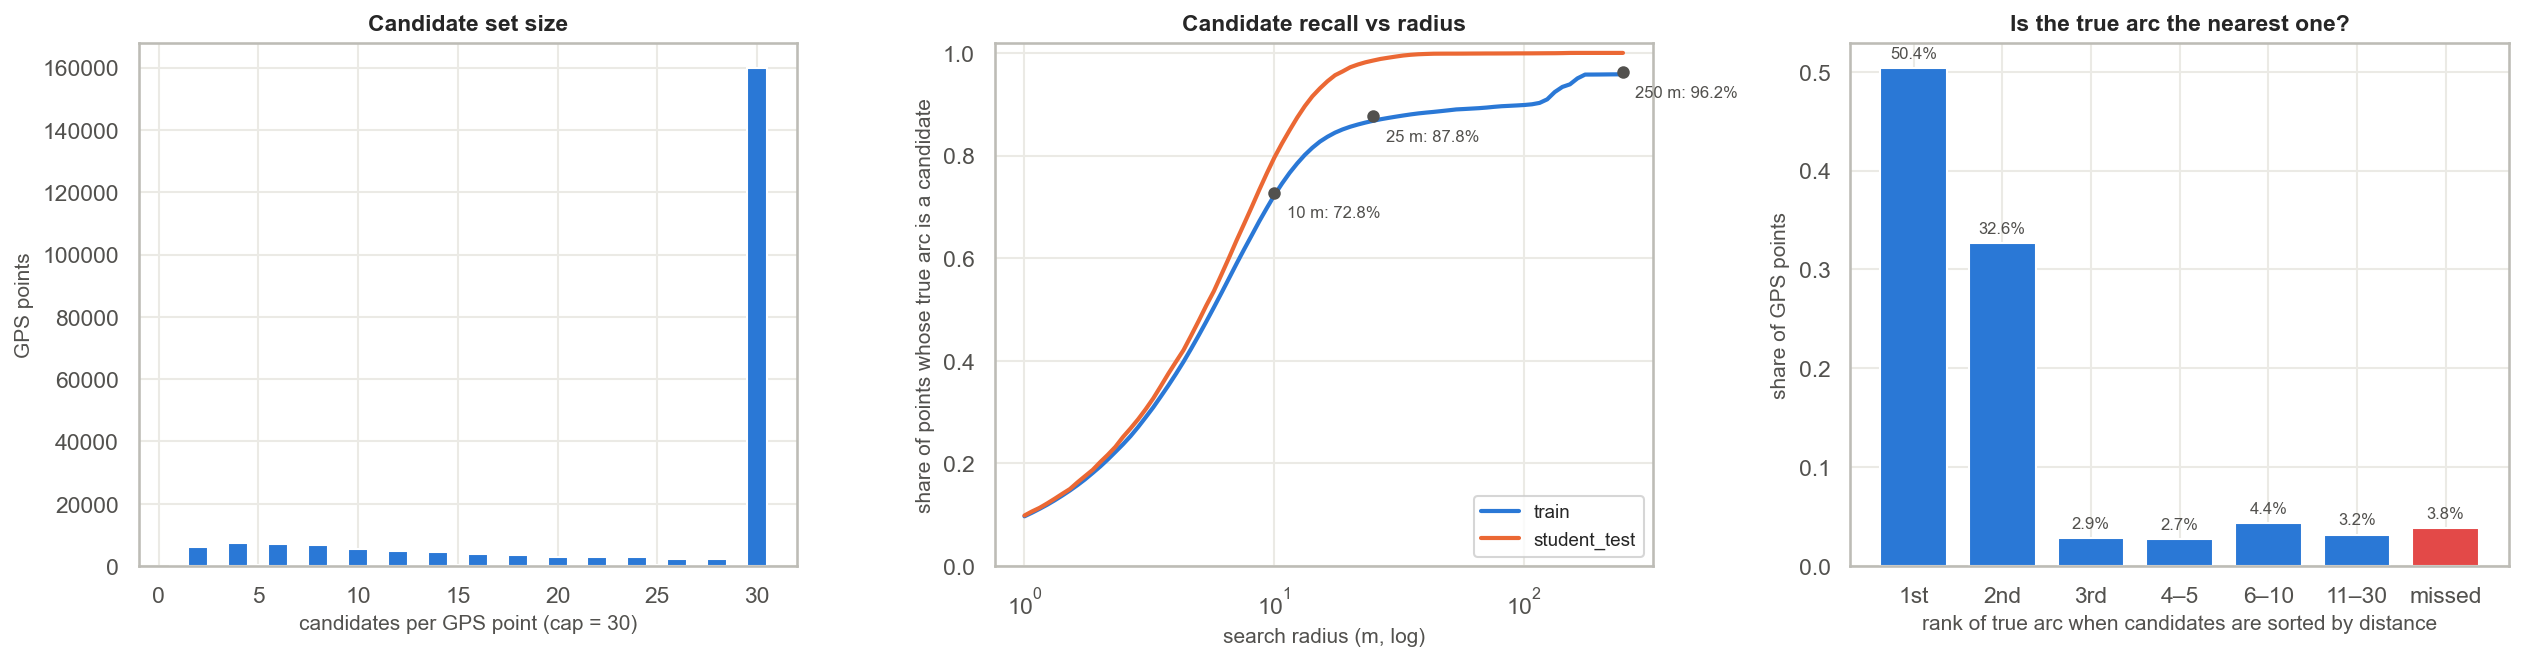 Candidate set size
160000
140000
120000
100000
80000
60000
40000
20000
0
GPS points
0 5 10 15 20 25 30
candidates per GPS point (cap = 30)
Candidate recall vs radius
1.0
0.8
0.6
0.4
0.2
0.0
share of points whose true arc is a candidate
250 m: 96.2%
25 m: 87.8%
10 m: 72.8%
train
student_test
10⁰ 10¹ 10²
search radius (m, log)
Is the true arc the nearest one?
0.5
0.4
0.3
0.2
0.1
0.0
share of GPS points
50.4%
32.6%
2.9%
2.7%
4.4%
3.2%
3.8%
1st 2nd 3rd 4–5 6–10 11–30 missed
rank of true arc when candidates are sorted by distance